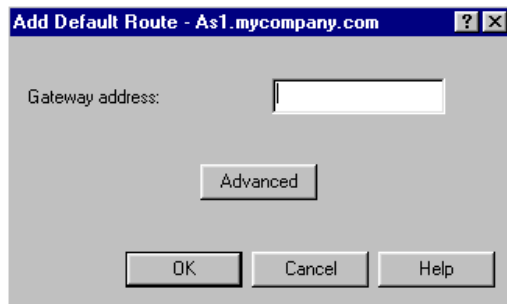 Add Default Route - As1.mycompany.com
Gateway address:
Advanced
OK Cancel Help